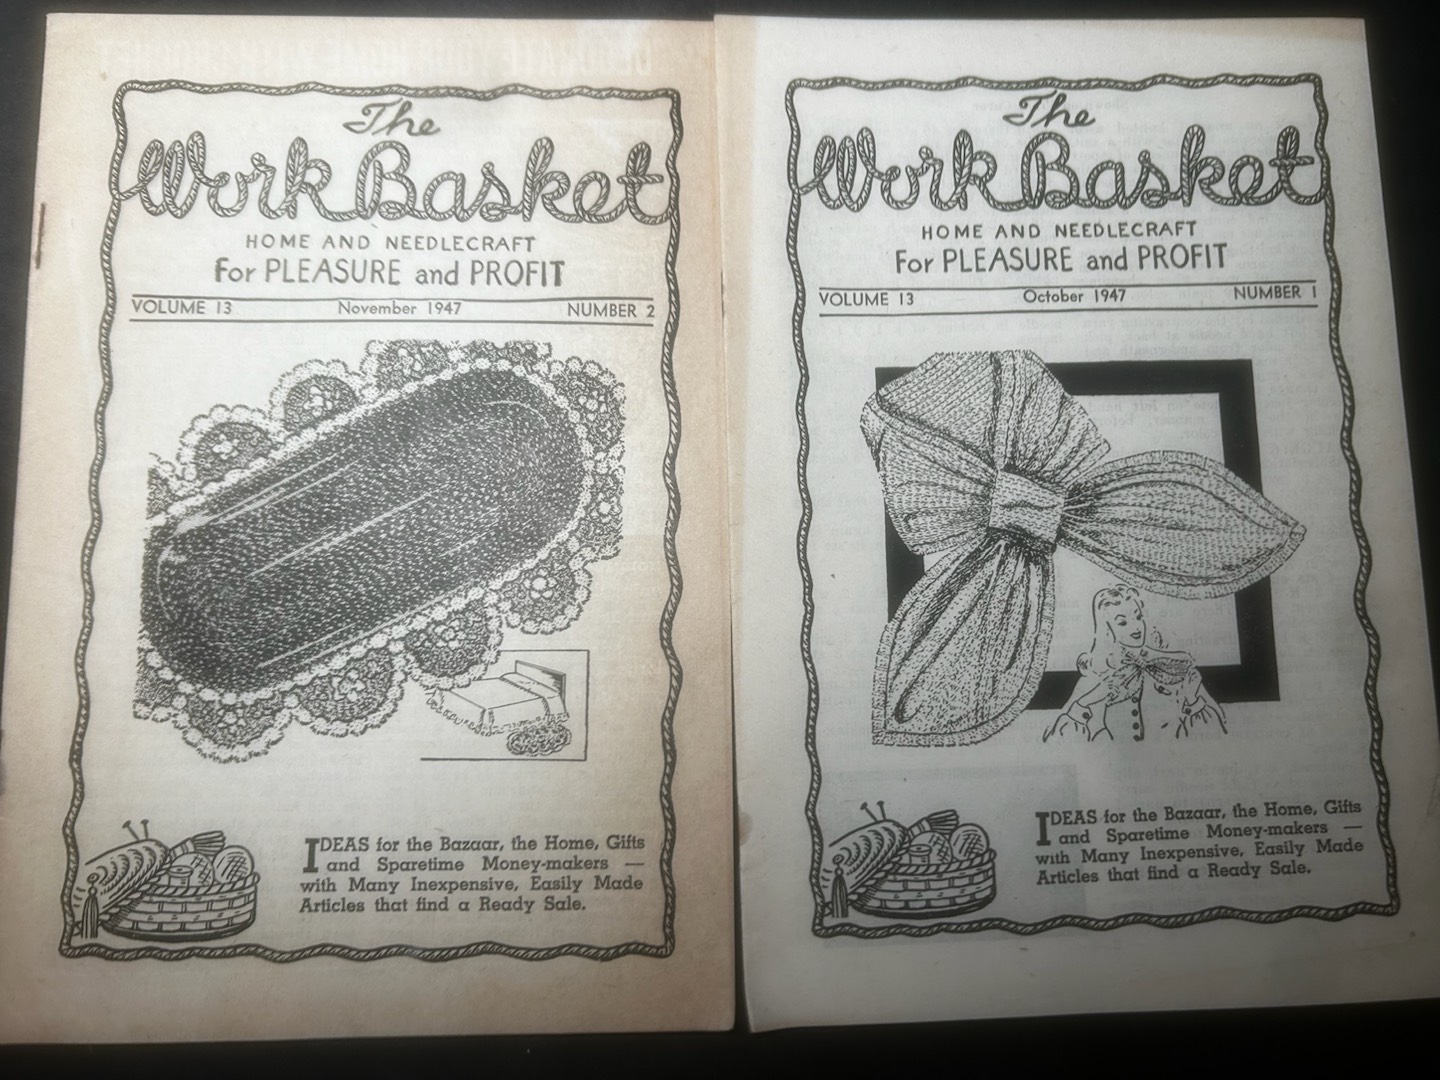 The
Work Basket
HOME AND NEEDLECRAFT
For PLEASURE and PROFIT
VOLUME 13 November 1947 NUMBER 2
IDEAS for the Bazaar, the Home, Gifts
and Sparetime Money-makers —
with Many Inexpensive, Easily Made
Articles that find a Ready Sale.
The
Work Basket
HOME AND NEEDLECRAFT
For PLEASURE and PROFIT
VOLUME 13 October 1947 NUMBER 1
IDEAS for the Bazaar, the Home, Gifts
and Sparetime Money-makers —
with Many Inexpensive, Easily Made
Articles that find a Ready Sale.